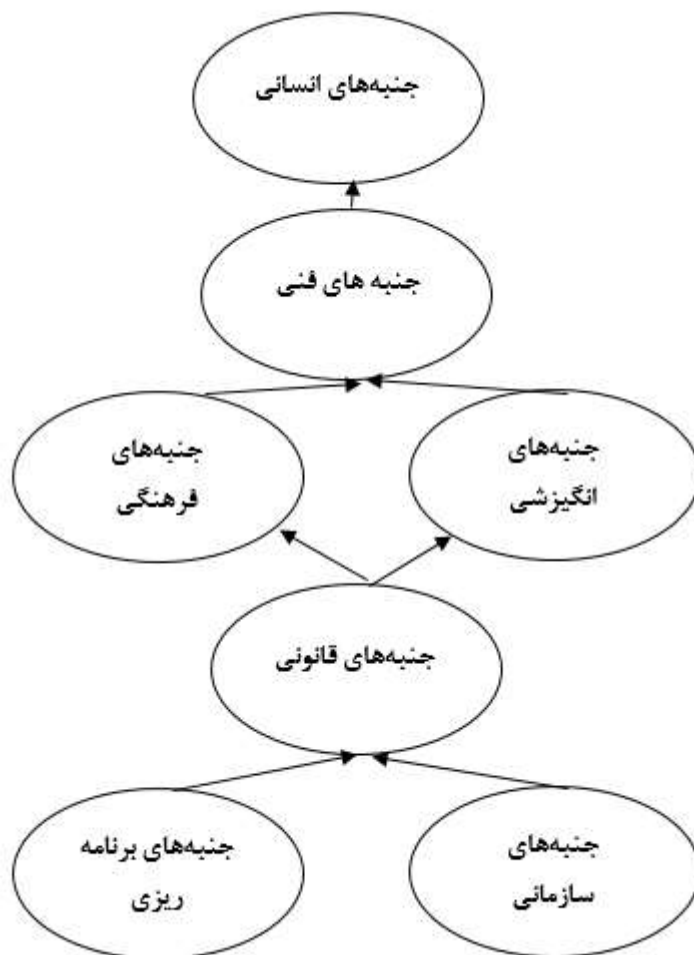 جنبه‌های انسانی
جنبه های فنی
جنبه‌های
انگیزشی
جنبه‌های
فرهنگی
جنبه‌های قانونی
جنبه‌های
سازمانی
جنبه‌های برنامه
ریزی